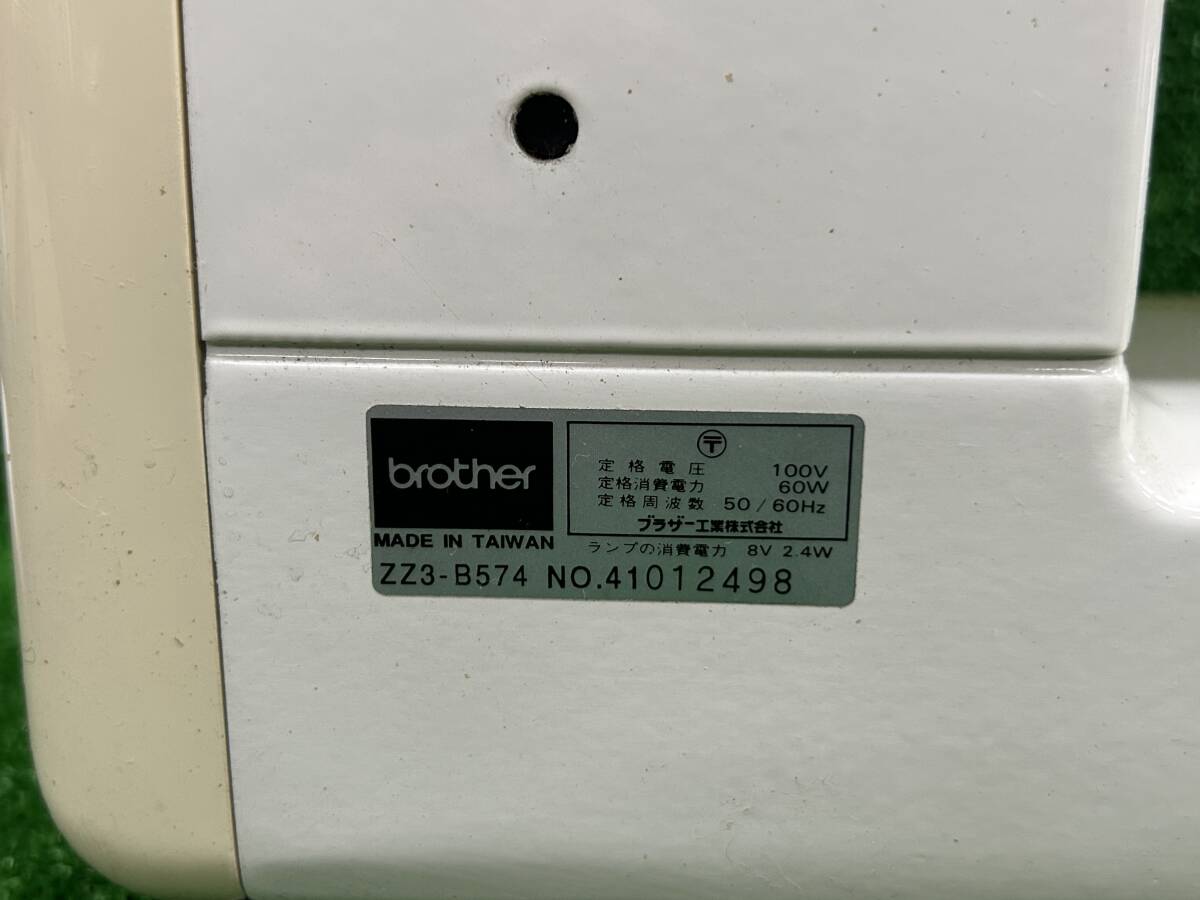 brother
MADE IN TAIWAN
〒
定格電圧 100V
定格消費電力 60W
定格周波数 50/60Hz
ブラザー工業株式会社
ランプの消費電力 8V 2.4W
ZZ3-B574 NO.41012498